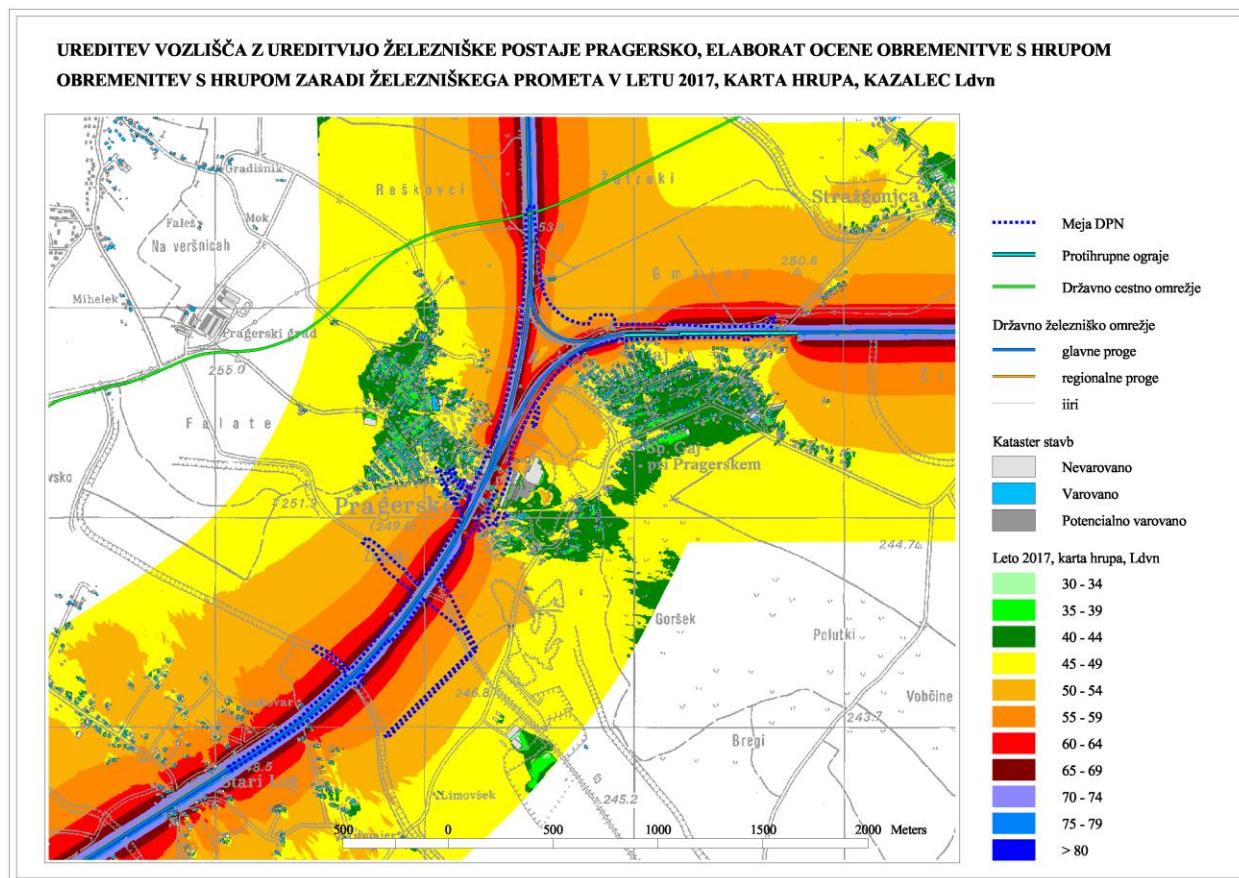 UREDITEV VOZLIŠČA Z UREDITVIJO ŽELEZNIŠKE POSTAJE PRAGERSKO, ELABORAT OCENE OBREMENITVE S HRUPOM
OBREMENITEV S HRUPOM ZARADI ŽELEZNIŠKEGA PROMETA V LETU 2017, KARTA HRUPA, KAZALEC Ldvn
Gradišnik
Reškovci
Žabreki
Stražgonjca
Mok
Faleš
Na veršnicah
Gmajna
250.6
Mihelek
Pragerski grad
255.0
Falate
Gaj
Sp. Gaj
pri Pragerskem
251.3
Pragersko
(249.6)
244.7
Goršek
Polutki
246.8
Vobčine
243.7
Bregi
Stari Log
Limovšek
245.2
500
0
500
1000
1500
2000
Meters
Meja DPN
Protihrupne ograje
Državno cestno omrežje
Državno železniško omrežje
glavne proge
regionalne proge
iiri
Kataster stavb
Nevarovano
Varovano
Potencialno varovano
Leto 2017, karta hrupa, Ldvn
30 - 34
35 - 39
40 - 44
45 - 49
50 - 54
55 - 59
60 - 64
65 - 69
70 - 74
75 - 79
> 80